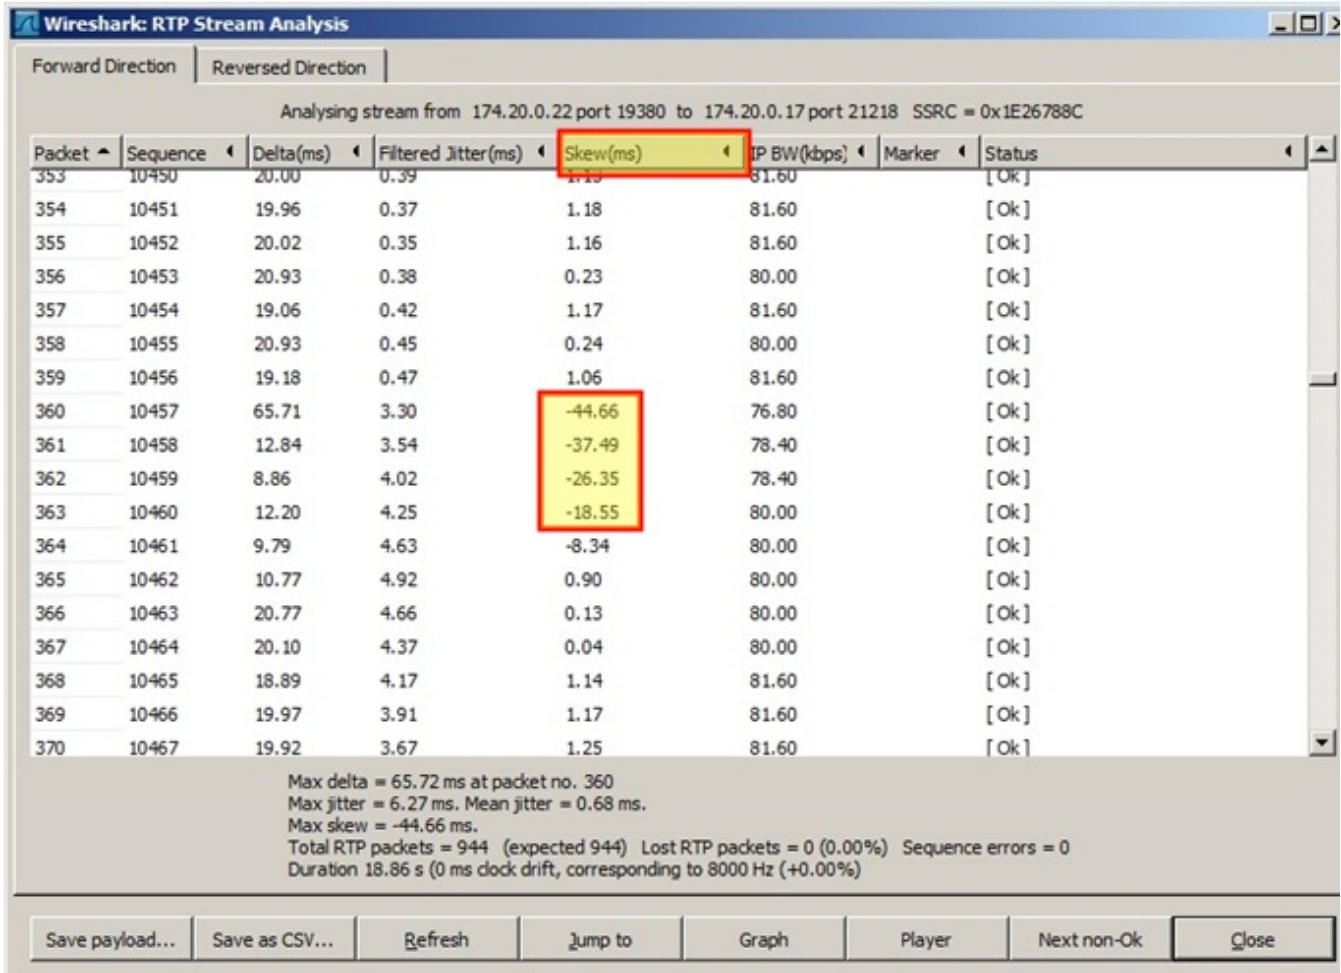 Wireshark: RTP Stream Analysis
Forward Direction Reversed Direction
Analysing stream from 174.20.0.22 port 19380 to 174.20.0.17 port 21218 SSRC = 0x1E26788C
Packet Sequence Delta(ms) Filtered Jitter(ms) Skew(ms) IP BW(kbps) Marker Status
353 10450 20.00 0.39 1.13 81.60 [ Ok ]
354 10451 19.96 0.37 1.18 81.60 [ Ok ]
355 10452 20.02 0.35 1.16 81.60 [ Ok ]
356 10453 20.93 0.38 0.23 80.00 [ Ok ]
357 10454 19.06 0.42 1.17 81.60 [ Ok ]
358 10455 20.93 0.45 0.24 80.00 [ Ok ]
359 10456 19.18 0.47 1.06 81.60 [ Ok ]
360 10457 65.71 3.30 -44.66 76.80 [ Ok ]
361 10458 12.84 3.54 -37.49 78.40 [ Ok ]
362 10459 8.86 4.02 -26.35 78.40 [ Ok ]
363 10460 12.20 4.25 -18.55 80.00 [ Ok ]
364 10461 9.79 4.63 -8.34 80.00 [ Ok ]
365 10462 10.77 4.92 0.90 80.00 [ Ok ]
366 10463 20.77 4.66 0.13 80.00 [ Ok ]
367 10464 20.10 4.37 0.04 80.00 [ Ok ]
368 10465 18.89 4.17 1.14 81.60 [ Ok ]
369 10466 19.97 3.91 1.17 81.60 [ Ok ]
370 10467 19.92 3.67 1.25 81.60 [ Ok ]
Max delta = 65.72 ms at packet no. 360
Max jitter = 6.27 ms. Mean jitter = 0.68 ms.
Max skew = -44.66 ms.
Total RTP packets = 944 (expected 944) Lost RTP packets = 0 (0.00%) Sequence errors = 0
Duration 18.86 s (0 ms clock drift, corresponding to 8000 Hz (+0.00%)
Save payload... Save as CSV... Refresh Jump to Graph Player Next non-Ok Close